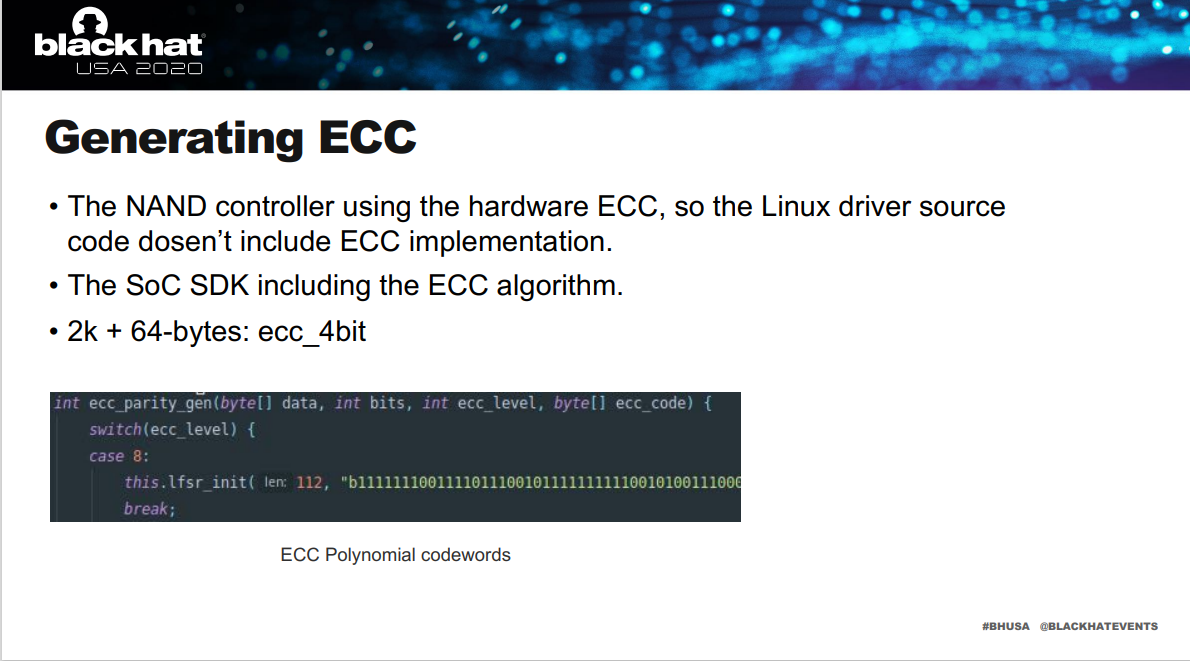 black hat
USA 2020
Generating ECC
• The NAND controller using the hardware ECC, so the Linux driver source
code dosen’t include ECC implementation.
• The SoC SDK including the ECC algorithm.
• 2k + 64-bytes: ecc_4bit
int ecc_parity_gen(byte[] data, int bits, int ecc_level, byte[] ecc_code) {
switch(ecc_level) {
case 8:
this.lfsr_init( len: 112,
break;
ECC Polynomial codewords
#BHUSA @BLACKHATEVENTS